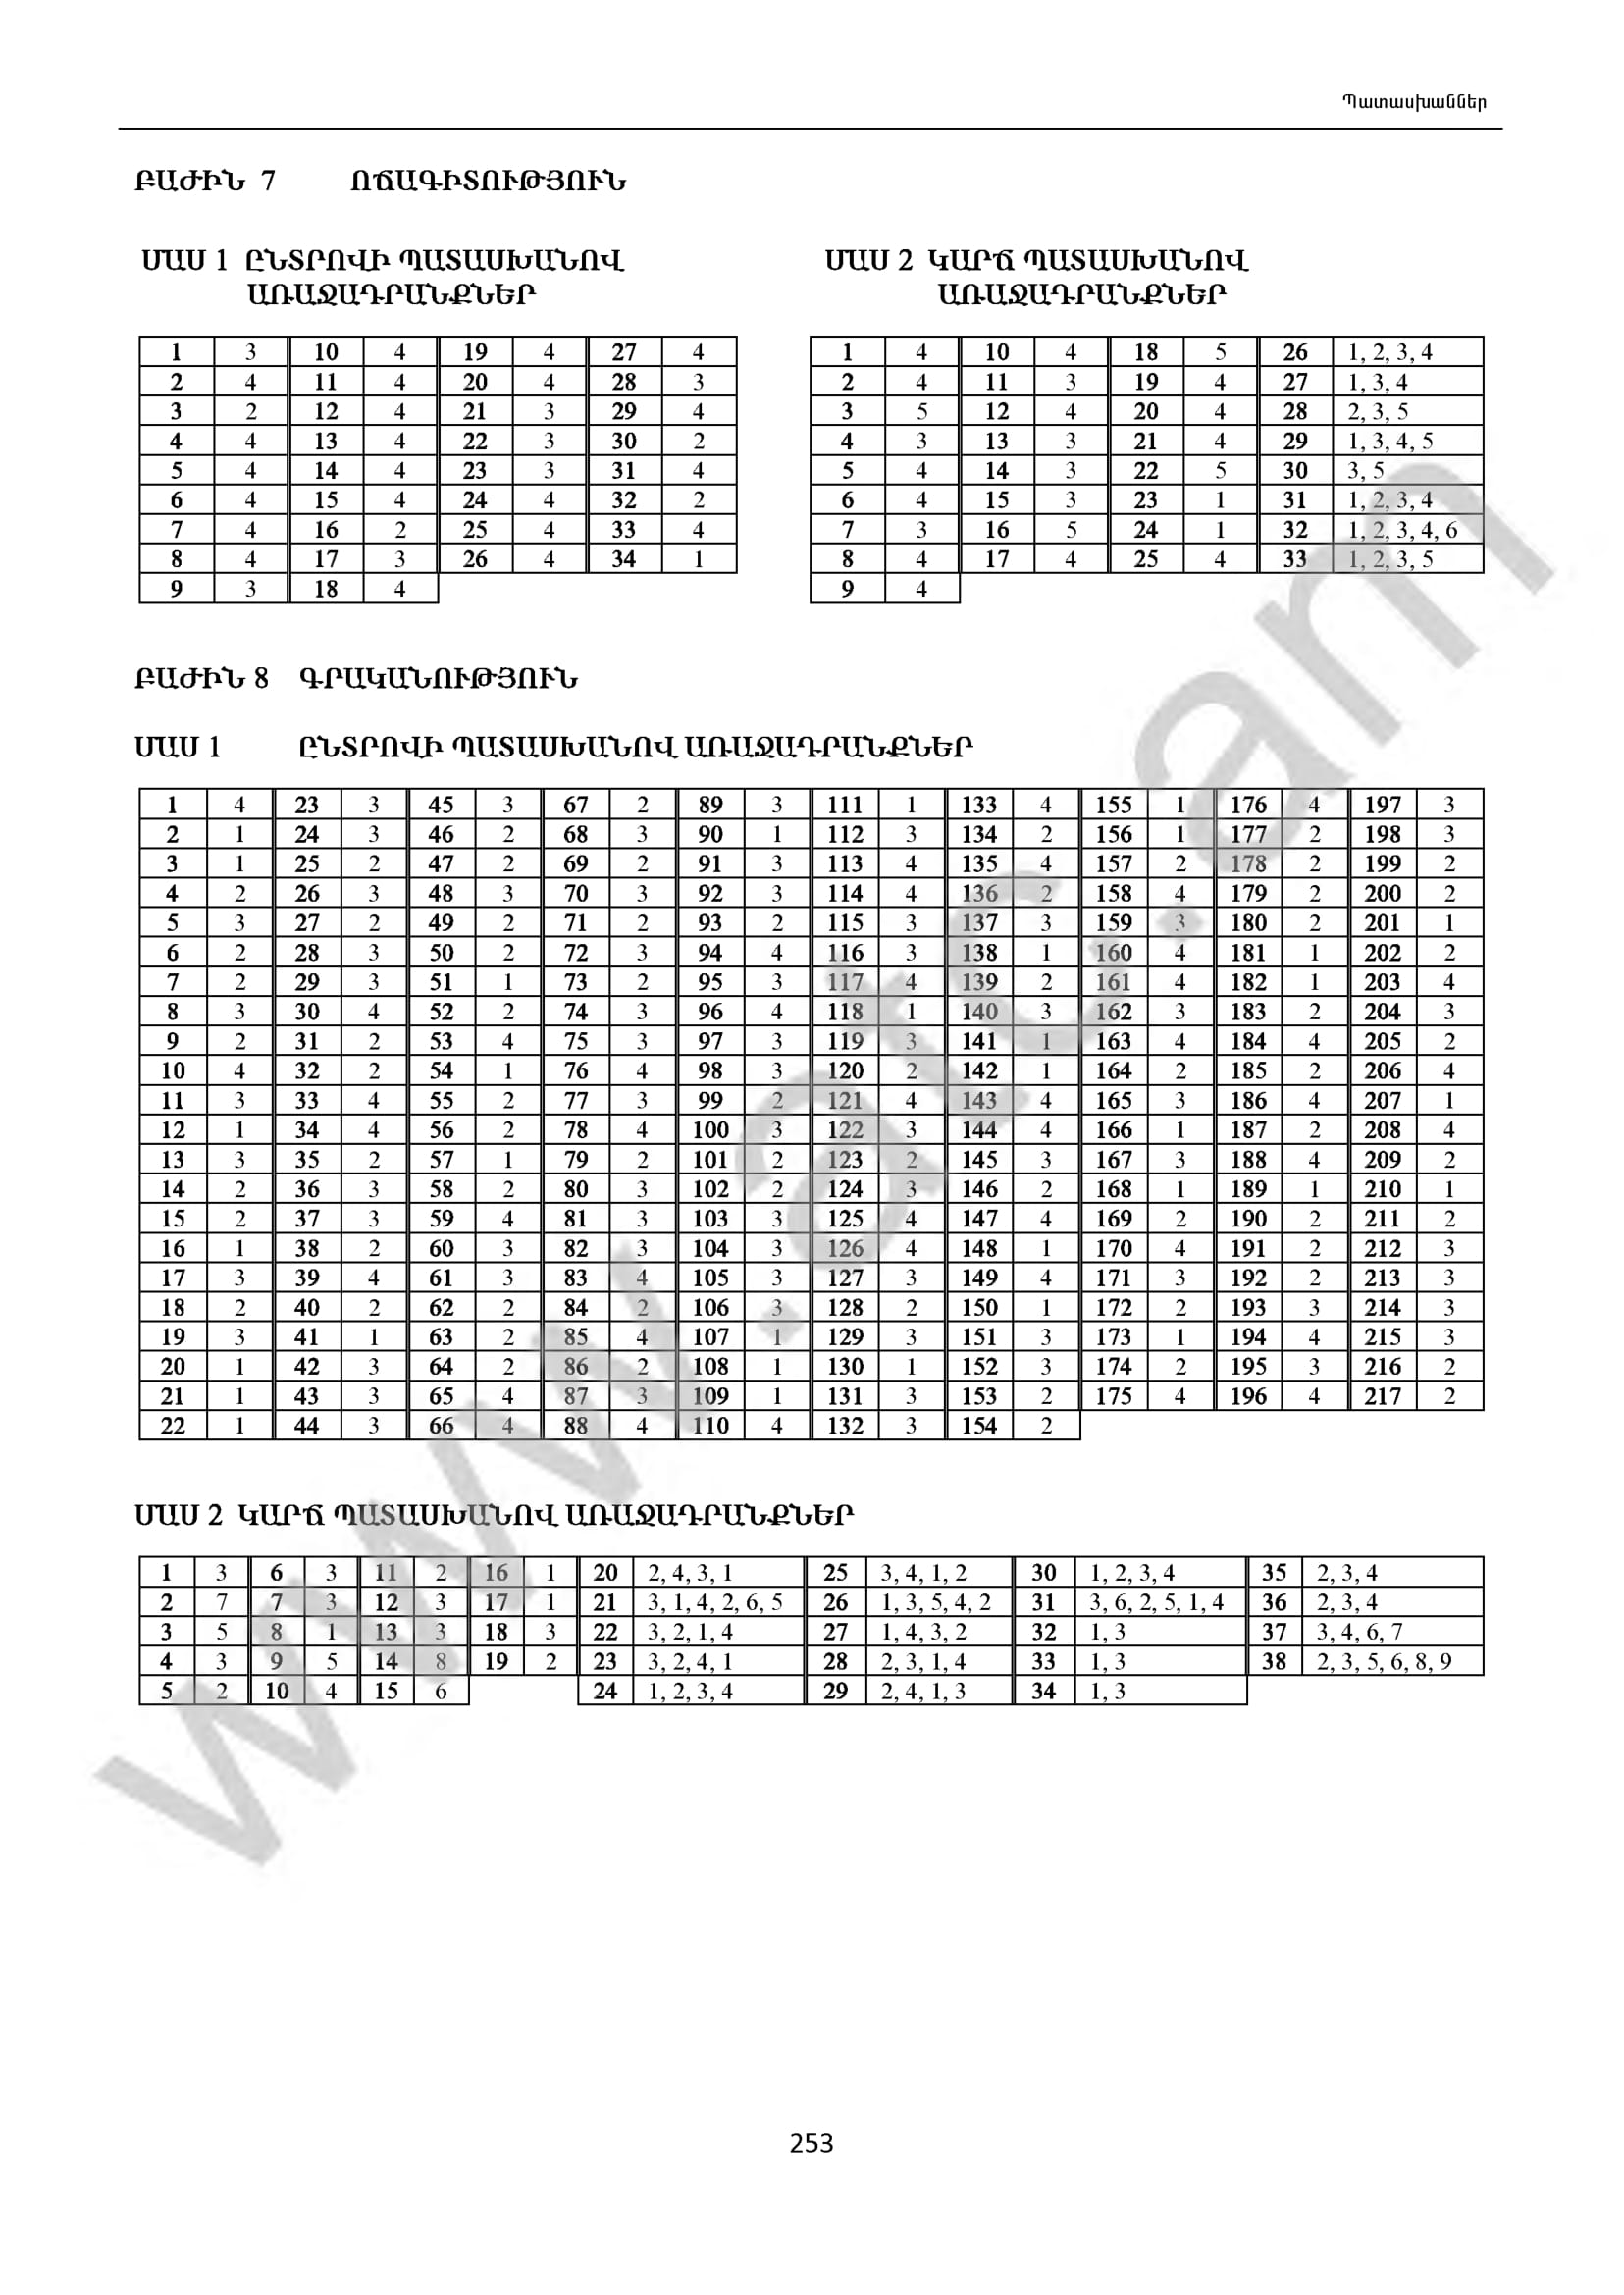 Պատասխաններ
ԲԱԺԻՆ 7 ՈՃԱԳԻՏՈՒԹՅՈՒՆ
ՄԱՍ 1 ԸՆՏՐՈՎԻ ՊԱՏԱՍԽԱՆՈՎ
ԱՌԱՋԱԴՐԱՆՔՆԵՐ
1 3 10 4 19 4 27 4
2 4 11 4 20 4 28 3
3 2 12 4 21 3 29 4
4 4 13 4 22 3 30 2
5 4 14 4 23 3 31 4
6 4 15 4 24 4 32 2
7 4 16 2 25 4 33 4
8 4 17 3 26 4 34 1
9 3 18 4
ՄԱՍ 2 ԿԱՐՃ ՊԱՏԱՍԽԱՆՈՎ
ԱՌԱՋԱԴՐԱՆՔՆԵՐ
1 4 10 4 18 5 26 1, 2, 3, 4
2 4 11 3 19 4 27 1, 3, 4
3 5 12 4 20 4 28 2, 3, 5
4 3 13 3 21 4 29 1, 3, 4, 5
5 4 14 3 22 5 30 3, 5
6 4 15 3 23 1 31 1, 2, 3, 4
7 3 16 5 24 1 32 1, 2, 3, 4, 6
8 4 17 4 25 4 33 1, 2, 3, 5
9 4
ԲԱԺԻՆ 8 ԳՐԱԿԱՆՈՒԹՅՈՒՆ
ՄԱՍ 1 ԸՆՏՐՈՎԻ ՊԱՏԱՍԽԱՆՈՎ ԱՌԱՋԱԴՐԱՆՔՆԵՐ
1 4 23 3 45 3 67 2 89 3 111 1 133 4 155 1 176 4 197 3
2 1 24 3 46 2 68 3 90 1 112 3 134 2 156 1 177 2 198 3
3 1 25 2 47 2 69 2 91 3 113 4 135 4 157 2 178 2 199 2
4 2 26 3 48 3 70 3 92 3 114 4 136 2 158 4 179 2 200 2
5 3 27 2 49 2 71 2 93 2 115 3 137 3 159 3 180 2 201 1
6 2 28 3 50 2 72 3 94 4 116 3 138 1 160 4 181 1 202 2
7 2 29 3 51 1 73 2 95 3 117 4 139 2 161 4 182 1 203 4
8 3 30 4 52 2 74 3 96 4 118 1 140 3 162 3 183 2 204 3
9 2 31 2 53 4 75 3 97 3 119 3 141 1 163 4 184 4 205 2
10 4 32 2 54 1 76 4 98 3 120 2 142 1 164 2 185 2 206 4
11 3 33 4 55 2 77 3 99 2 121 4 143 4 165 3 186 4 207 1
12 1 34 4 56 2 78 4 100 3 122 3 144 4 166 1 187 2 208 4
13 3 35 2 57 1 79 2 101 2 123 2 145 3 167 3 188 4 209 2
14 2 36 3 58 2 80 3 102 2 124 3 146 2 168 1 189 1 210 1
15 2 37 3 59 4 81 3 103 3 125 4 147 4 169 2 190 2 211 2
16 1 38 2 60 3 82 3 104 3 126 4 148 1 170 4 191 2 212 3
17 3 39 4 61 3 83 4 105 3 127 3 149 4 171 3 192 2 213 3
18 2 40 2 62 2 84 2 106 3 128 2 150 1 172 2 193 3 214 3
19 3 41 1 63 2 85 4 107 1 129 3 151 3 173 1 194 4 215 3
20 1 42 3 64 2 86 2 108 1 130 1 152 3 174 2 195 3 216 2
21 1 43 3 65 4 87 3 109 1 131 3 153 2 175 4 196 4 217 2
22 1 44 3 66 4 88 4 110 4 132 3 154 2
ՄԱՍ 2 ԿԱՐՃ ՊԱՏԱՍԽԱՆՈՎ ԱՌԱՋԱԴՐԱՆՔՆԵՐ
1 3 6 3 11 2 16 1 20 2, 4, 3, 1 25 3, 4, 1, 2 30 1, 2, 3, 4 35 2, 3, 4
2 7 7 3 12 3 17 1 21 3, 1, 4, 2, 6, 5 26 1, 3, 5, 4, 2 31 3, 6, 2, 5, 1, 4 36 2, 3, 4
3 5 8 1 13 3 18 3 22 3, 2, 1, 4 27 1, 4, 3, 2 32 1, 3 37 3, 4, 6, 7
4 3 9 5 14 8 19 2 23 3, 2, 4, 1 28 2, 3, 1, 4 33 1, 3 38 2, 3, 5, 6, 8, 9
5 2 10 4 15 6 24 1, 2, 3, 4 29 2, 4, 1, 3 34 1, 3
www.atc.am
253